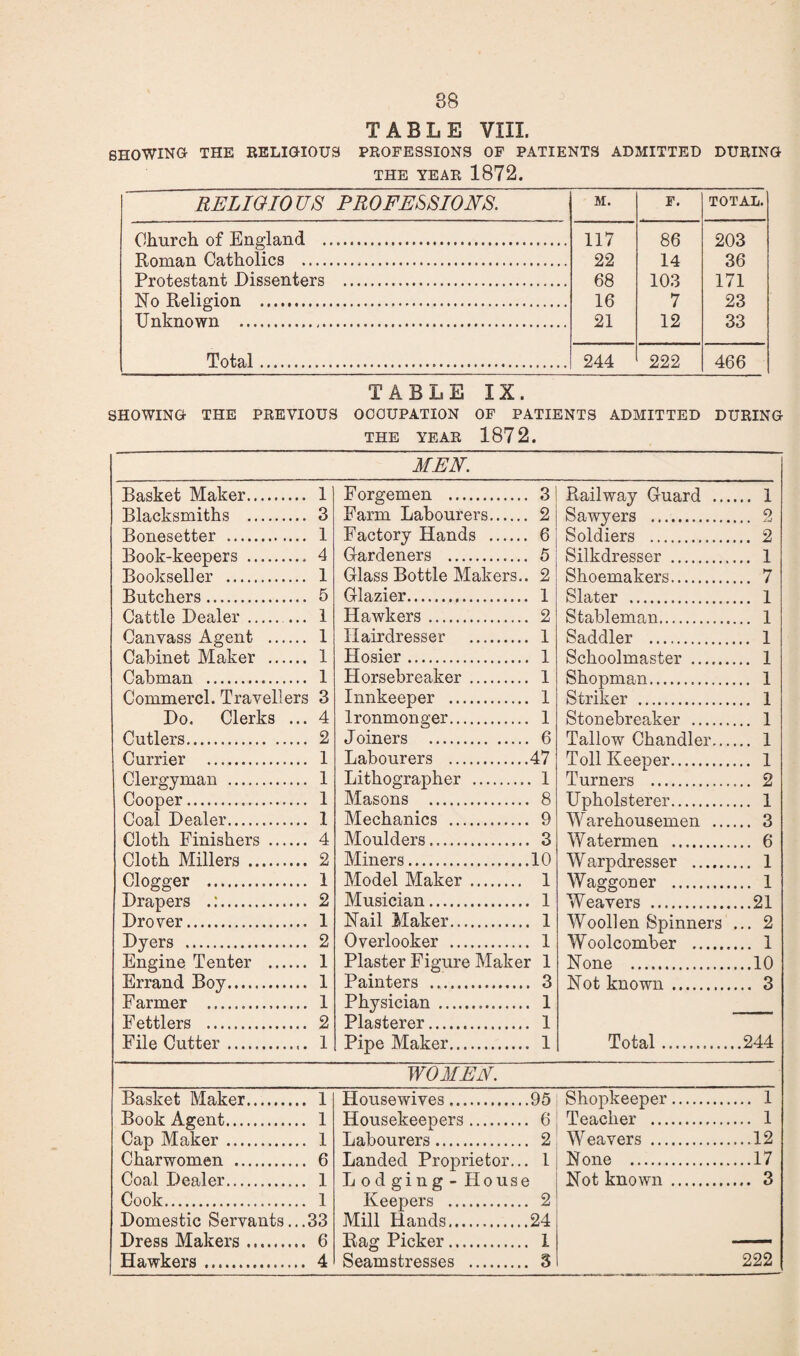 38
TABLE VIII.
SHOWING THE RELIGIOUS PROFESSIONS OF PATIENTS ADMITTED DURING
THE YEAR 1872.
RELIGIOUS PROFESSIONS. M. F. TOTAL.
Church of England ... 117 86 203
Roman Catholics ... 22 14 36
Protestant Dissenters ... 68 103 171
No Religion ... 16 7 23
Unknown ... 21 12 33
Total ... 244 222 466
TABLE IX.
SHOWING THE PREVIOUS OCCUPATION OF PATIENTS ADMITTED DURING
THE YEAR 1872.
MEN.
Basket Maker ... 1
Blacksmiths ... 3
Bonesetter ... 1
Book-keepers ... 4
Bookseller ... 1
Butchers ... 5
Cattle Dealer ... 1
Canvass Agent ... 1
Cabinet Maker ... 1
Cabman ... 1
Commercl. Travellers 3
Do. Clerks ... 4
Cutlers ... 2
Currier ... 1
Clergyman ... 1
Cooper ... 1
Coal Dealer ... 1
Cloth Finishers ... 4
Cloth Millers ... 2
Clogger ... 1
Drapers ... 2
Drover ... 1
Dyers ... 2
Engine Tenter ... 1
Errand Boy ... 1
Farmer ... 1
Fettlers ... 2
File Cutter ... 1
Forgemen ... 3
Farm Labourers ... 2
Factory Hands ... 6
Gardeners ... 5
Glass Bottle Makers.. 2
Glazier ... 1
Hawkers ... 2
Hairdresser ... 1
Hosier ... 1
Horsebreaker ... 1
Innkeeper ... 1
Ironmonger ... 1
Joiners ... 6
Labourers ... 47
Lithographer ... 1
Masons ... 8
Mechanics ... 9
Moulders ... 3
Miners ... 10
Model Maker ... 1
Musician ... 1
Nail Maker ... 1
Overlooker ... 1
Plaster Figure Maker 1
Painters ... 3
Physician ... 1
Plasterer ... 1
Pipe Maker ... 1
Railway Guard ... 1
Sawyers ... 2
Soldiers ... 2
Silkdresser ... 1
Shoemakers ... 7
Slater ... 1
Stableman ... 1
Saddler ... 1
Schoolmaster ... 1
Shopman ... 1
Striker ... 1
Stonebreaker ... 1
Tallow Chandler ... 1
Toll Keeper ... 1
Turners ... 2
Upholsterer ... 1
Warehousemen ... 3
Watermen ... 6
Warpdresser ... 1
Waggoner ... 1
Weavers ... 21
Woollen Spinners ... 2
Woolcomber ... 1
None ... 10
Not known ... 3
Total ... 244
WOMEN.
Basket Maker ... 1
Book Agent ... 1
Cap Maker ... 1
Charwomen ... 6
Coal Dealer ... 1
Cook ... 1
Domestic Servants ... 33
Dress Makers ... 6
Hawkers ... 4
Housewives ... 95
Housekeepers ... 6
Labourers ... 2
Landed Proprietor... 1
Lodging-House
Keepers ... 2
Mill Hands ... 24
Rag Picker ... 1
Seamstresses ... 3
Shopkeeper ... 1
Teacher ... 1
Weavers ... 12
None ... 17
Not known ... 3
222